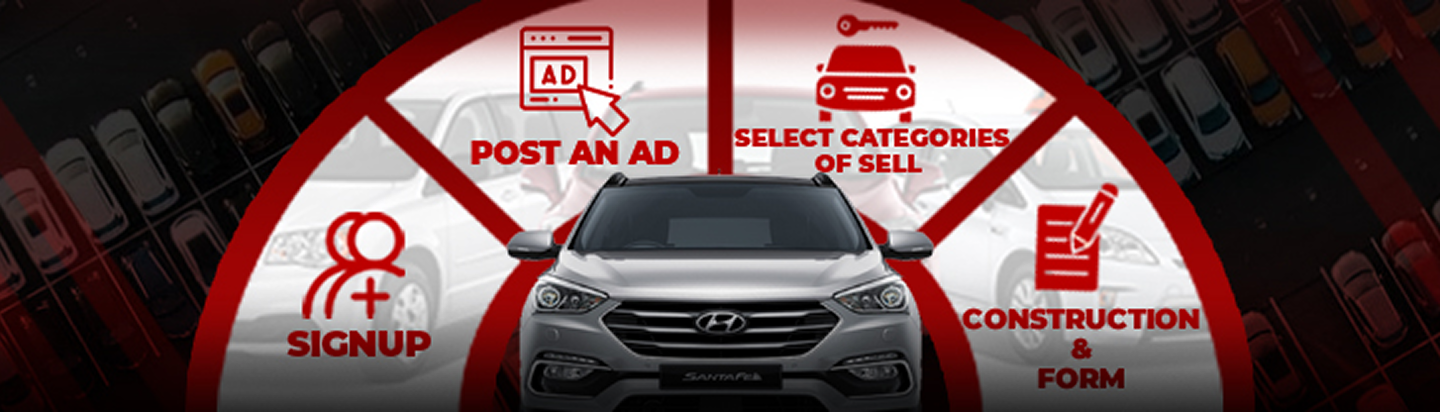 AD
POST AN AD
SELECT CATEGORIES
OF SELL
SIGNUP
CONSTRUCTION
&
FORM
SANTA FE